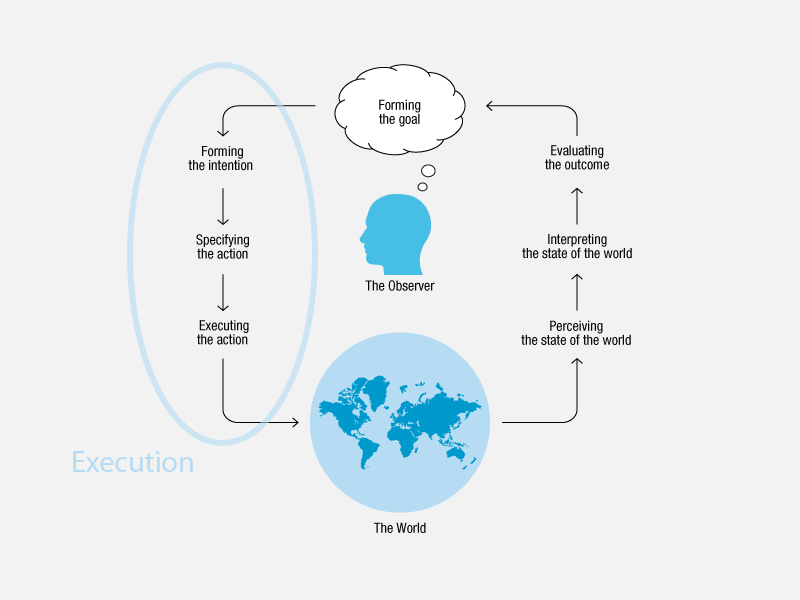 Forming
the goal
Forming
the intention
Specifying
the action
Executing
the action
Execution
The Observer
The World
Evaluating
the outcome
Interpreting
the state of the world
Perceiving
the state of the world